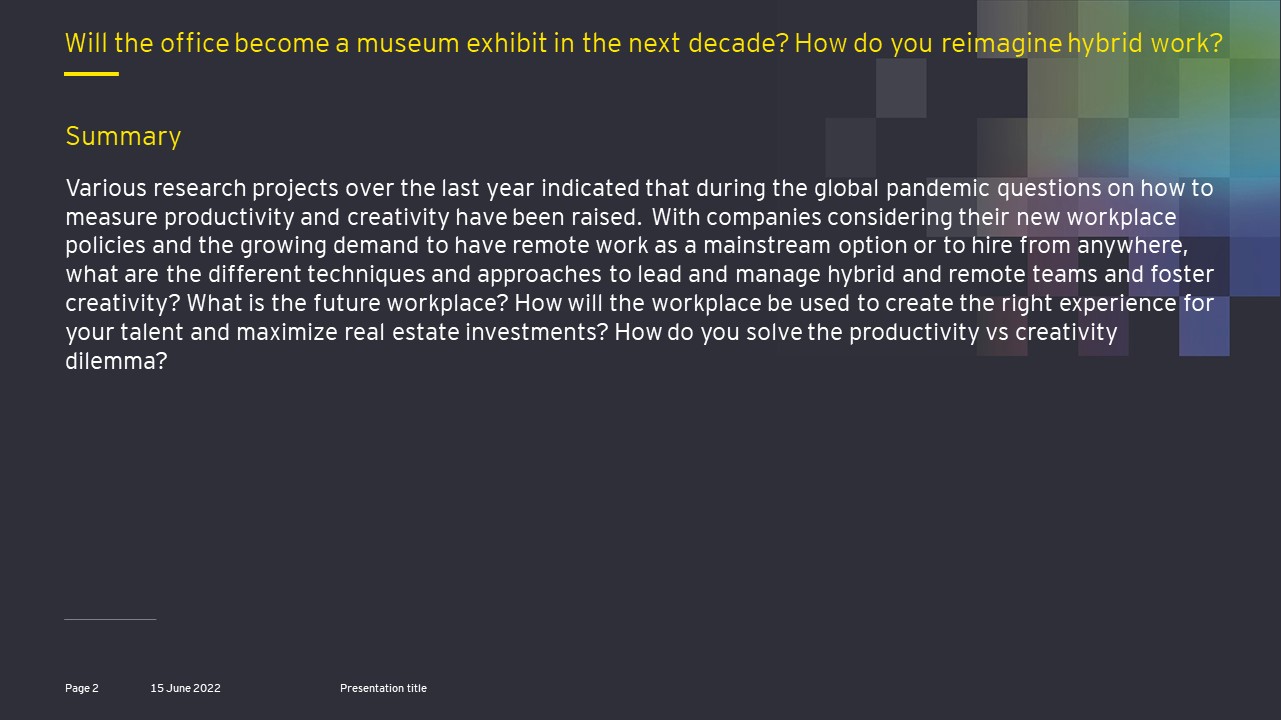 Will the office become a museum exhibit in the next decade? How do you reimagine hybrid work?
Summary
Various research projects over the last year indicated that during the global pandemic questions on how to
measure productivity and creativity have been raised. With companies considering their new workplace
policies and the growing demand to have remote work as a mainstream option or to hire from anywhere,
what are the different techniques and approaches to lead and manage hybrid and remote teams and foster
creativity? What is the future workplace? How will the workplace be used to create the right experience for
your talent and maximize real estate investments? How do you solve the productivity vs creativity
dilemma?
Page 2 15 June 2022 Presentation title